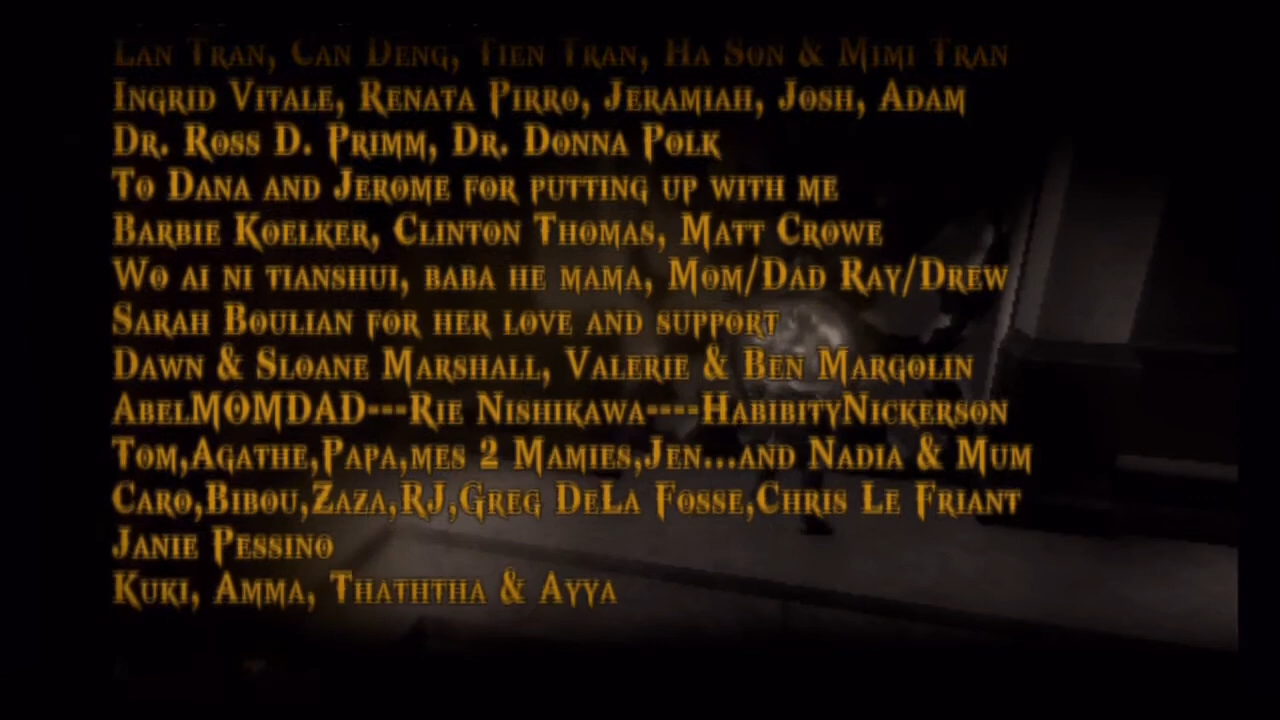 Lan Tran, Can Deng, Tien Tran, Ha Son & Mimi Tran
Ingrid Vitale, Renata Pirro, Jeramiah, Josh, Adam
Dr. Ross D. Primm, Dr. Donna Polk
To Dana and Jerome for putting up with me
Barbie Koelker, Clinton Thomas, Matt Crowe
Wo ai ni tianshui, baba he mama, Mom/Dad Ray/Drew
Sarah Boulian for her love and support
Dawn & Sloane Marshall, Valerie & Ben Margolin
AbelMOMDAD---Rie Nishikawa----HabibityNickerson
Tom,Agathe,Papa,mes 2 Mamies,Jen...and Nadia & Mum
Caro,Bibou,Zaza,RJ,Greg DeLa Fosse,Chris Le Friant
Janie Pessino
Kuki, Amma, Thaththa & Ayya